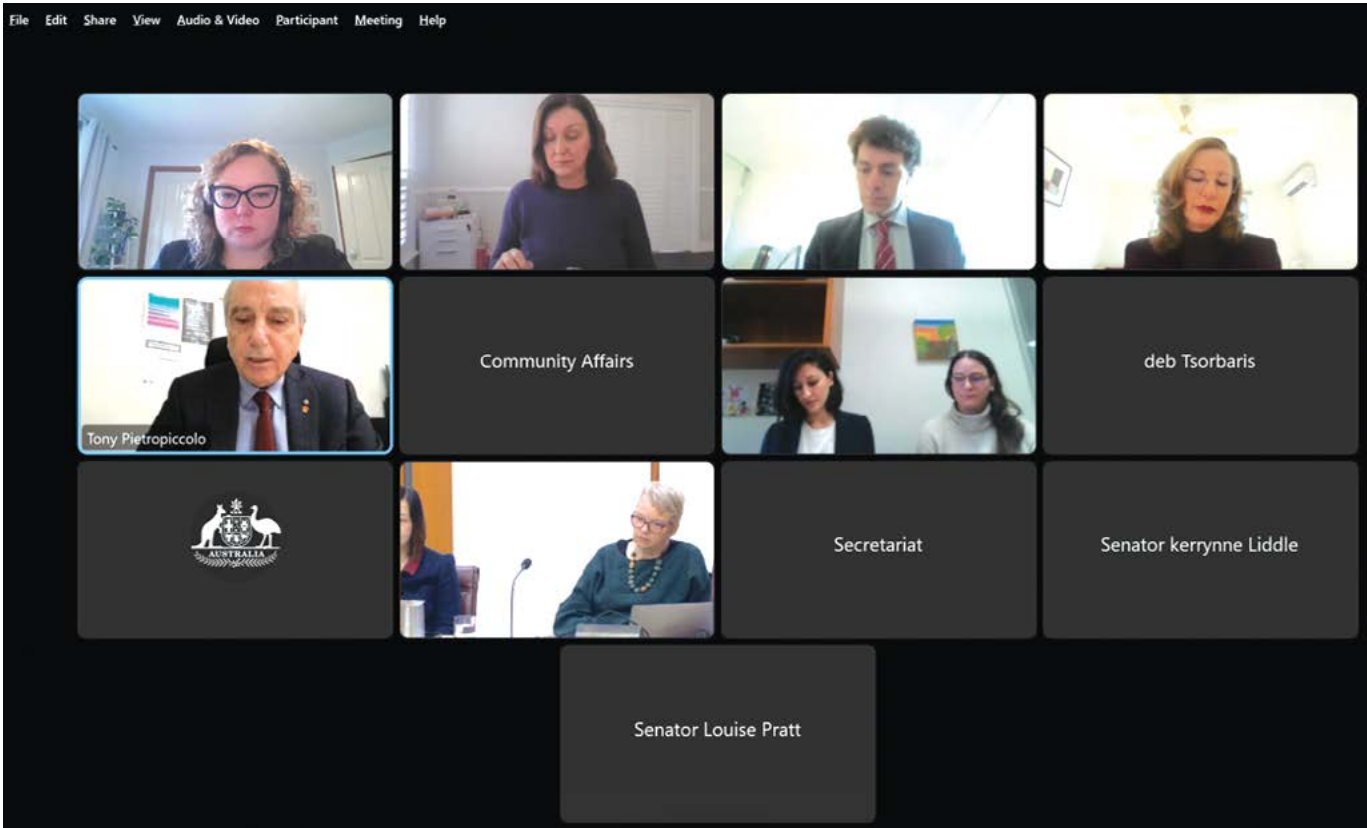 File Edit Share View Audio & Video Participant Meeting Help
Tony Pietropiccolo
Community Affairs
deb Tsorbaris
AUSTRALIA
Secretariat
Senator kerrynne Liddle
Senator Louise Pratt